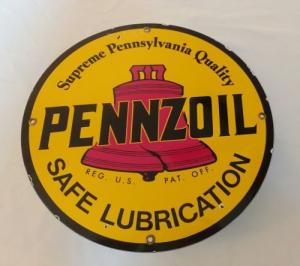 Supreme Pennsylvania Quality
PENNZOIL
REG. U.S. PAT. OFF.
SAFE LUBRICATION